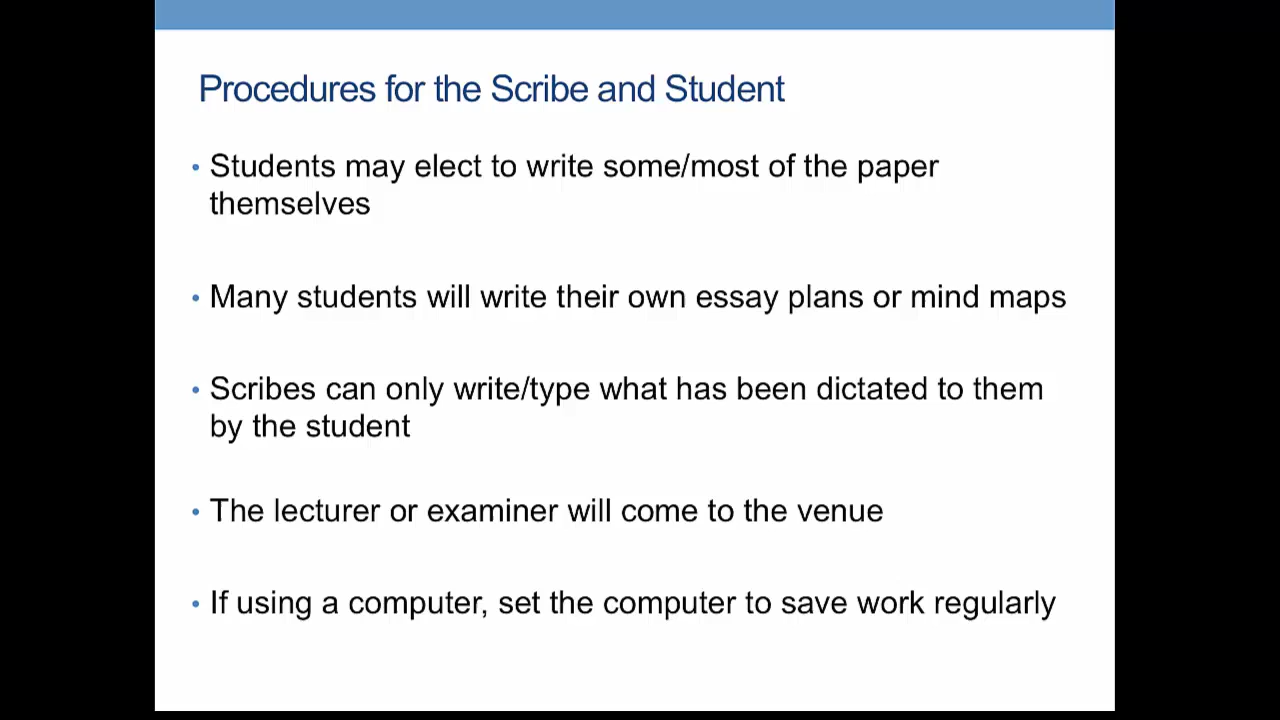 Procedures for the Scribe and Student
• Students may elect to write some/most of the paper
themselves
• Many students will write their own essay plans or mind maps
• Scribes can only write/type what has been dictated to them
by the student
• The lecturer or examiner will come to the venue
• If using a computer, set the computer to save work regularly